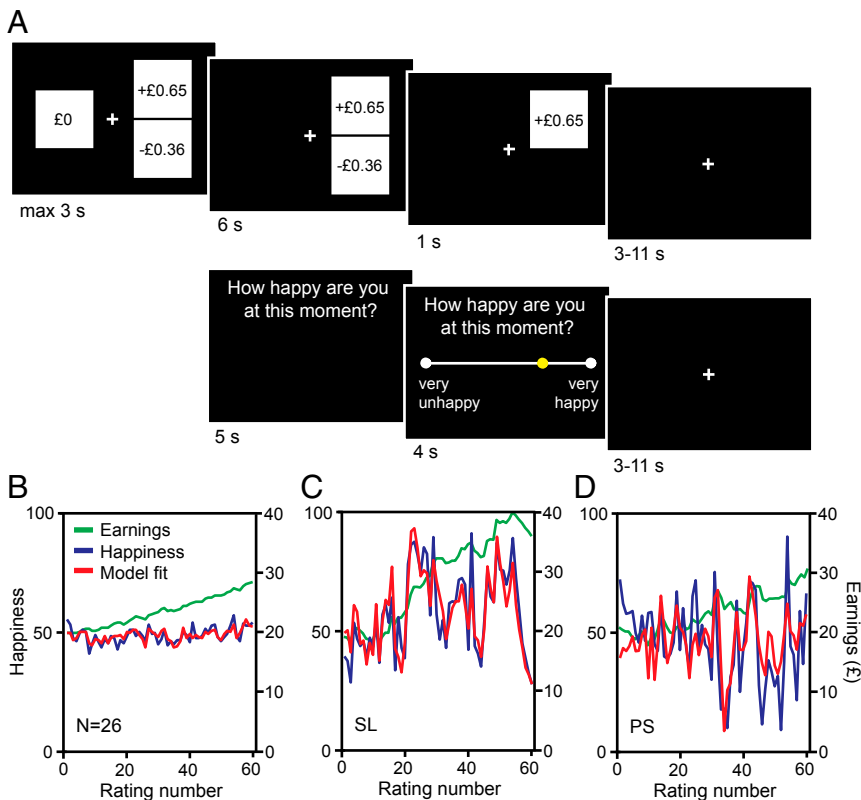 A
£0
+£0.65
-£0.36
max 3 s
+£0.65
-£0.36
6 s
+£0.65
1 s
3-11 s
How happy are you
at this moment?
5 s
How happy are you
at this moment?
very
unhappy
very
happy
4 s
3-11 s
B
Happiness
100
50
0
Earnings
Happiness
Model fit
N=26
40
30
20
10
0
0
20
40
60
Rating number
C
100
50
0
SL
40
30
20
10
0
0
20
40
60
Rating number
D
100
50
0
PS
40
30
20
10
0
Earnings (£)
0
20
40
60
Rating number